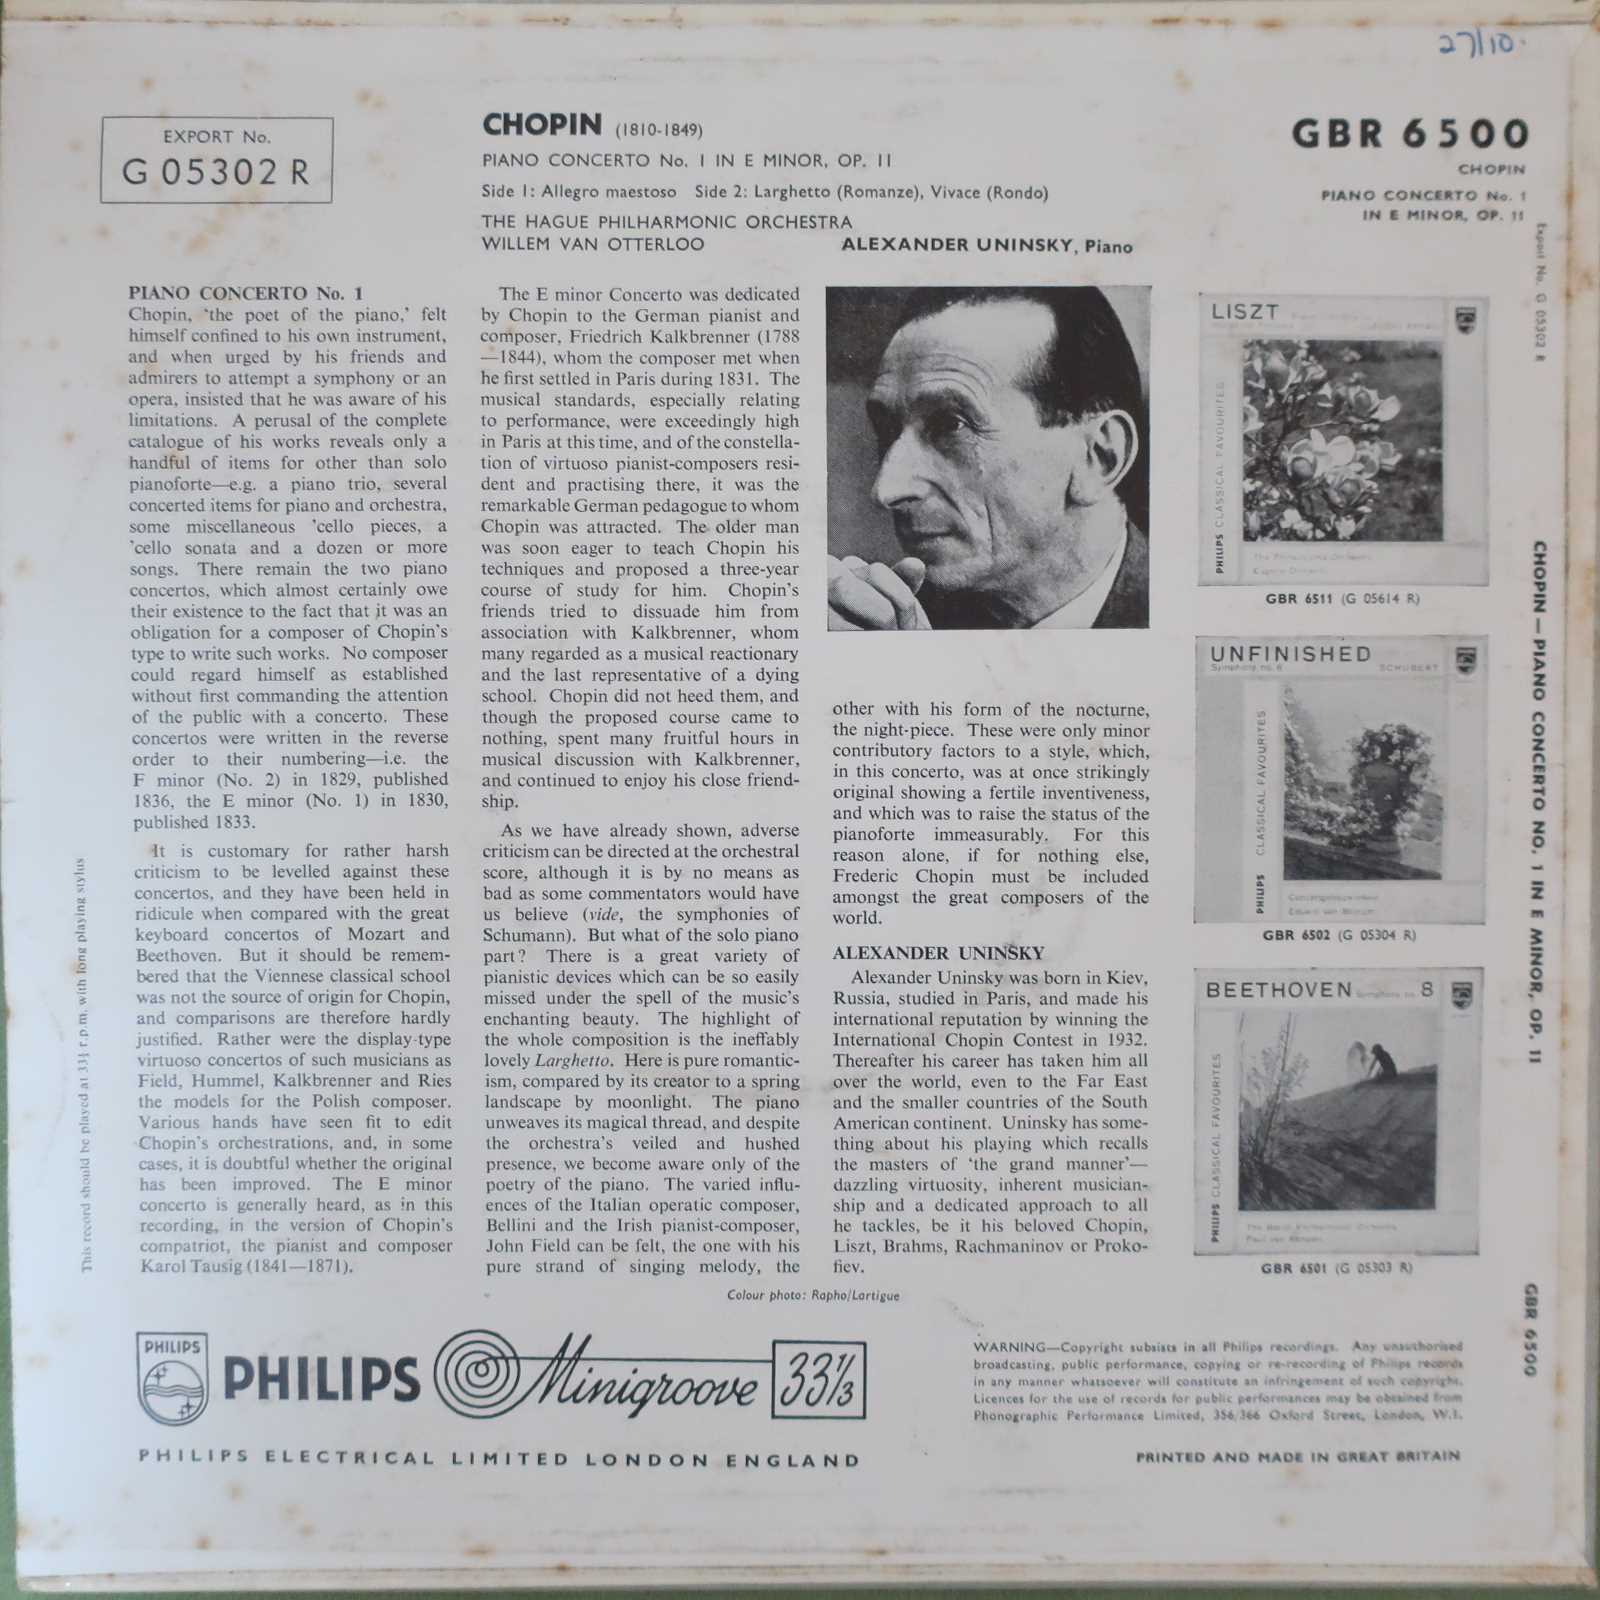 27/10.
EXPORT No.
G 05302 R
CHOPIN (1810-1849)
PIANO CONCERTO No. 1 IN E MINOR, OP. 11
Side 1: Allegro maestoso Side 2: Larghetto (Romanze), Vivace (Rondo)
THE HAGUE PHILHARMONIC ORCHESTRA
WILLEM VAN OTTERLOO
ALEXANDER UNINSKY, Piano
GBR 6500
CHOPIN
PIANO CONCERTO No. 1
IN E MINOR, OP. 11
PIANO CONCERTO No. 1
Chopin, 'the poet of the piano,' felt
himself confined to his own instrument,
and when urged by his friends and
admirers to attempt a symphony or an
opera, insisted that he was aware of his
limitations. A perusal of the complete
catalogue of his works reveals only a
handful of items for other than solo
pianoforte—e.g. a piano trio, several
concerted items for piano and orchestra,
some miscellaneous 'cello pieces, a
'cello sonata and a dozen or more
songs. There remain the two piano
concertos, which almost certainly owe
their existence to the fact that it was an
obligation for a composer of Chopin's
type to write such works. No composer
could regard himself as established
without first commanding the attention
of the public with a concerto. These
concertos were written in the reverse
order to their numbering—i.e. the
F minor (No. 2) in 1829, published
1836, the E minor (No. 1) in 1830,
published 1833.
It is customary for rather harsh
criticism to be levelled against these
concertos, and they have been held in
ridicule when compared with the great
keyboard concertos of Mozart and
Beethoven. But it should be remem-
bered that the Viennese classical school
was not the source of origin for Chopin,
and comparisons are therefore hardly
justified. Rather were the display-type
virtuoso concertos of such musicians as
Field, Hummel, Kalkbrenner and Ries
the models for the Polish composer.
Various hands have seen fit to edit
Chopin's orchestrations, and, in some
cases, it is doubtful whether the original
has been improved. The E minor
concerto is generally heard, as in this
recording, in the version of Chopin's
compatriot, the pianist and composer
Karol Tausig (1841—1871).
The E minor Concerto was dedicated
by Chopin to the German pianist and
composer, Friedrich Kalkbrenner (1788
—1844), whom the composer met when
he first settled in Paris during 1831. The
musical standards, especially relating
to performance, were exceedingly high
in Paris at this time, and of the constella-
tion of virtuoso pianist-composers resi-
dent and practising there, it was the
remarkable German pedagogue to whom
Chopin was attracted. The older man
was soon eager to teach Chopin his
techniques and proposed a three-year
course of study for him. Chopin's
friends tried to dissuade him from
association with Kalkbrenner, whom
many regarded as a musical reactionary
and the last representative of a dying
school. Chopin did not heed them, and
though the proposed course came to
nothing, spent many fruitful hours in
musical discussion with Kalkbrenner,
and continued to enjoy his close friend-
ship.
As we have already shown, adverse
criticism can be directed at the orchestral
score, although it is by no means as
bad as some commentators would have
us believe (vide, the symphonies of
Schumann). But what of the solo piano
part? There is a great variety of
pianistic devices which can be so easily
missed under the spell of the music's
enchanting beauty. The highlight of
the whole composition is the ineffably
lovely Larghetto. Here is pure romantic-
ism, compared by its creator to a spring
landscape by moonlight. The piano
unweaves its magical thread, and despite
the orchestra's veiled and hushed
presence, we become aware only of the
poetry of the piano. The varied influ-
ences of the Italian operatic composer,
Bellini and the Irish pianist-composer,
John Field can be felt, the one with his
pure strand of singing melody, the
other with his form of the nocturne,
the night-piece. These were only minor
contributory factors to a style, which,
in this concerto, was at once strikingly
original showing a fertile inventiveness,
and which was to raise the status of the
pianoforte immeasurably. For this
reason alone, if for nothing else,
Frederic Chopin must be included
amongst the great composers of the
world.
ALEXANDER UNINSKY
Alexander Uninsky was born in Kiev,
Russia, studied in Paris, and made his
international reputation by winning the
International Chopin Contest in 1932.
Thereafter his career has taken him all
over the world, even to the Far East
and the smaller countries of the South
American continent. Uninsky has some-
thing about his playing which recalls
the masters of 'the grand manner'—
dazzling virtuosity, inherent musician-
ship and a dedicated approach to all
he tackles, be it his beloved Chopin,
Liszt, Brahms, Rachmaninov or Proko-
fiev.
Colour photo: Rapho/Lartigue
LISZT
PHILIPS CLASSICAL FAVOURITES
GBR 6511 (G 05614 R)
UNFINISHED
Symphony no. 8 SCHUBERT
PHILIPS CLASSICAL FAVOURITES
GBR 6502 (G 05304 R)
BEETHOVEN Symphony no. 8
PHILIPS CLASSICAL FAVOURITES
GBR 6501 (G 05303 R)
Export No. G 05302 R
CHOPIN—PIANO CONCERTO NO. 1 IN E MINOR, OP. 11
GBR 6500
This record should be played at 33⅓ r.p.m. with long playing stylus
PHILIPS
PHILIPS Minigroove 33 1/3
PHILIPS ELECTRICAL LIMITED LONDON ENGLAND
WARNING—Copyright subsists in all Philips recordings. Any unauthorised
broadcasting, public performance, copying or re-recording of Philips records
in any manner whatsoever will constitute an infringement of such copyright.
Licences for the use of records for public performances may be obtained from
Phonographic Performance Limited, 356/366 Oxford Street, London, W.1.
PRINTED AND MADE IN GREAT BRITAIN